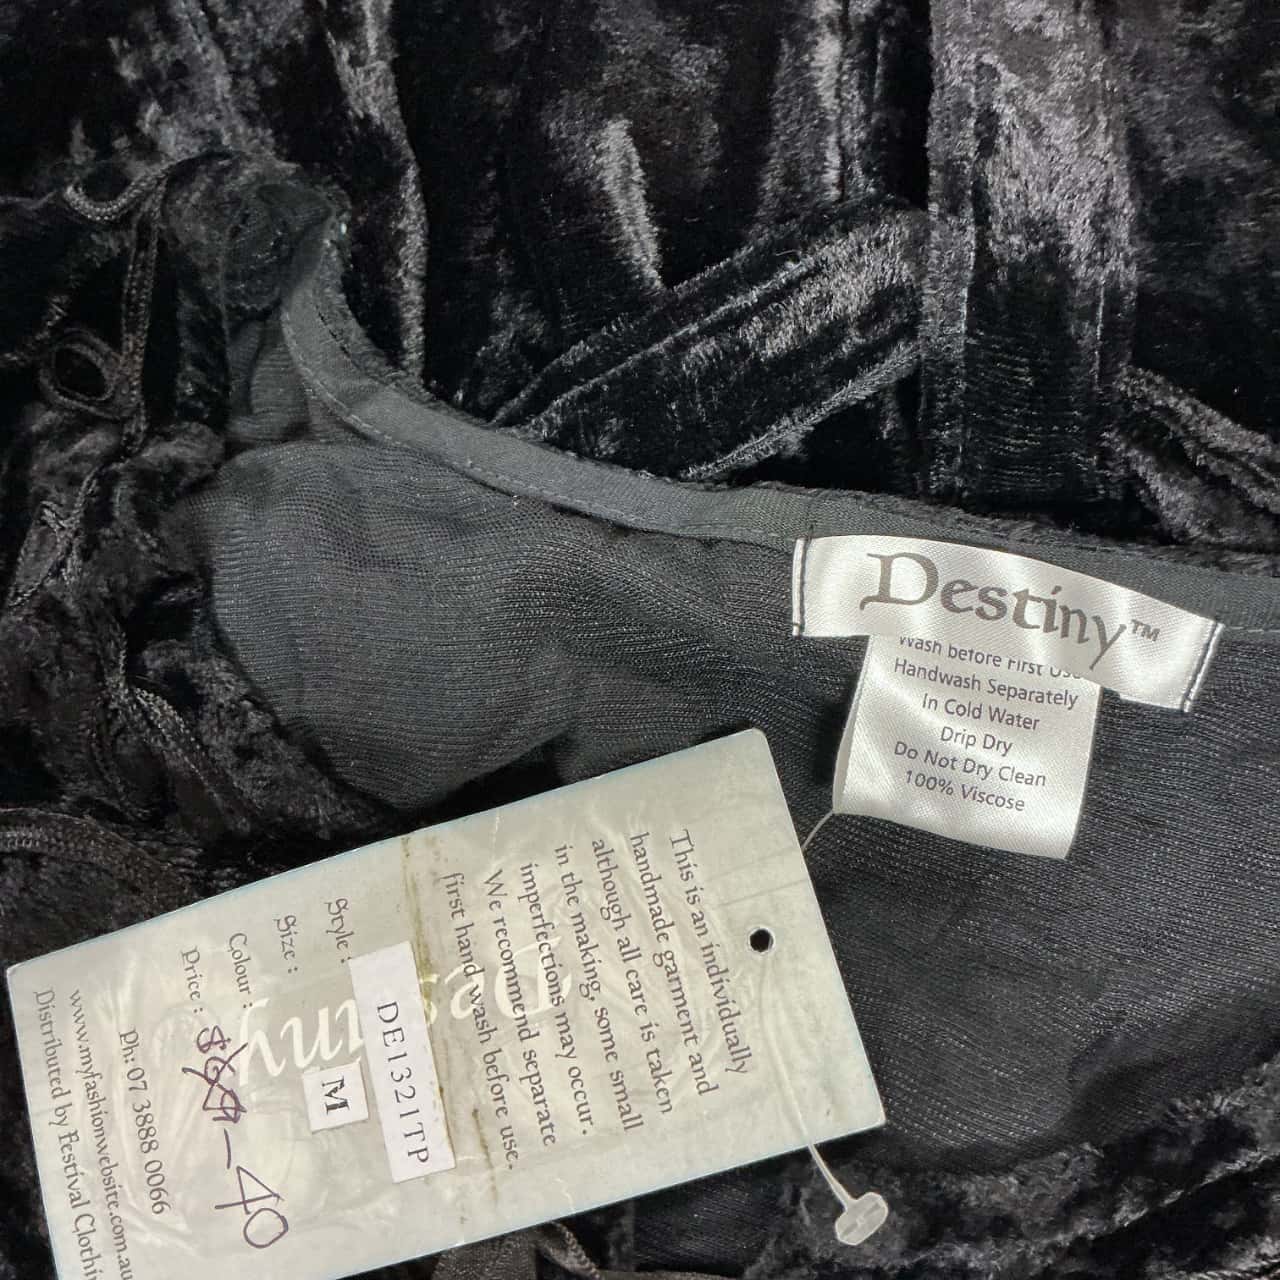 Destiny™
Wash before First Use
Handwash Separately
In Cold Water
Drip Dry
Do Not Dry Clean
100% Viscose
This is an individually
handmade garment and
although all care is taken
in the making, some small
imperfections may occur.
We recommend separate
first hand wash before use.
Destiny
Style: DE1321TP
Size: M
Colour:
Price: 40
Ph: 07 3888 0066
www.myfashionwebsite.com.au
Distributed by Festival